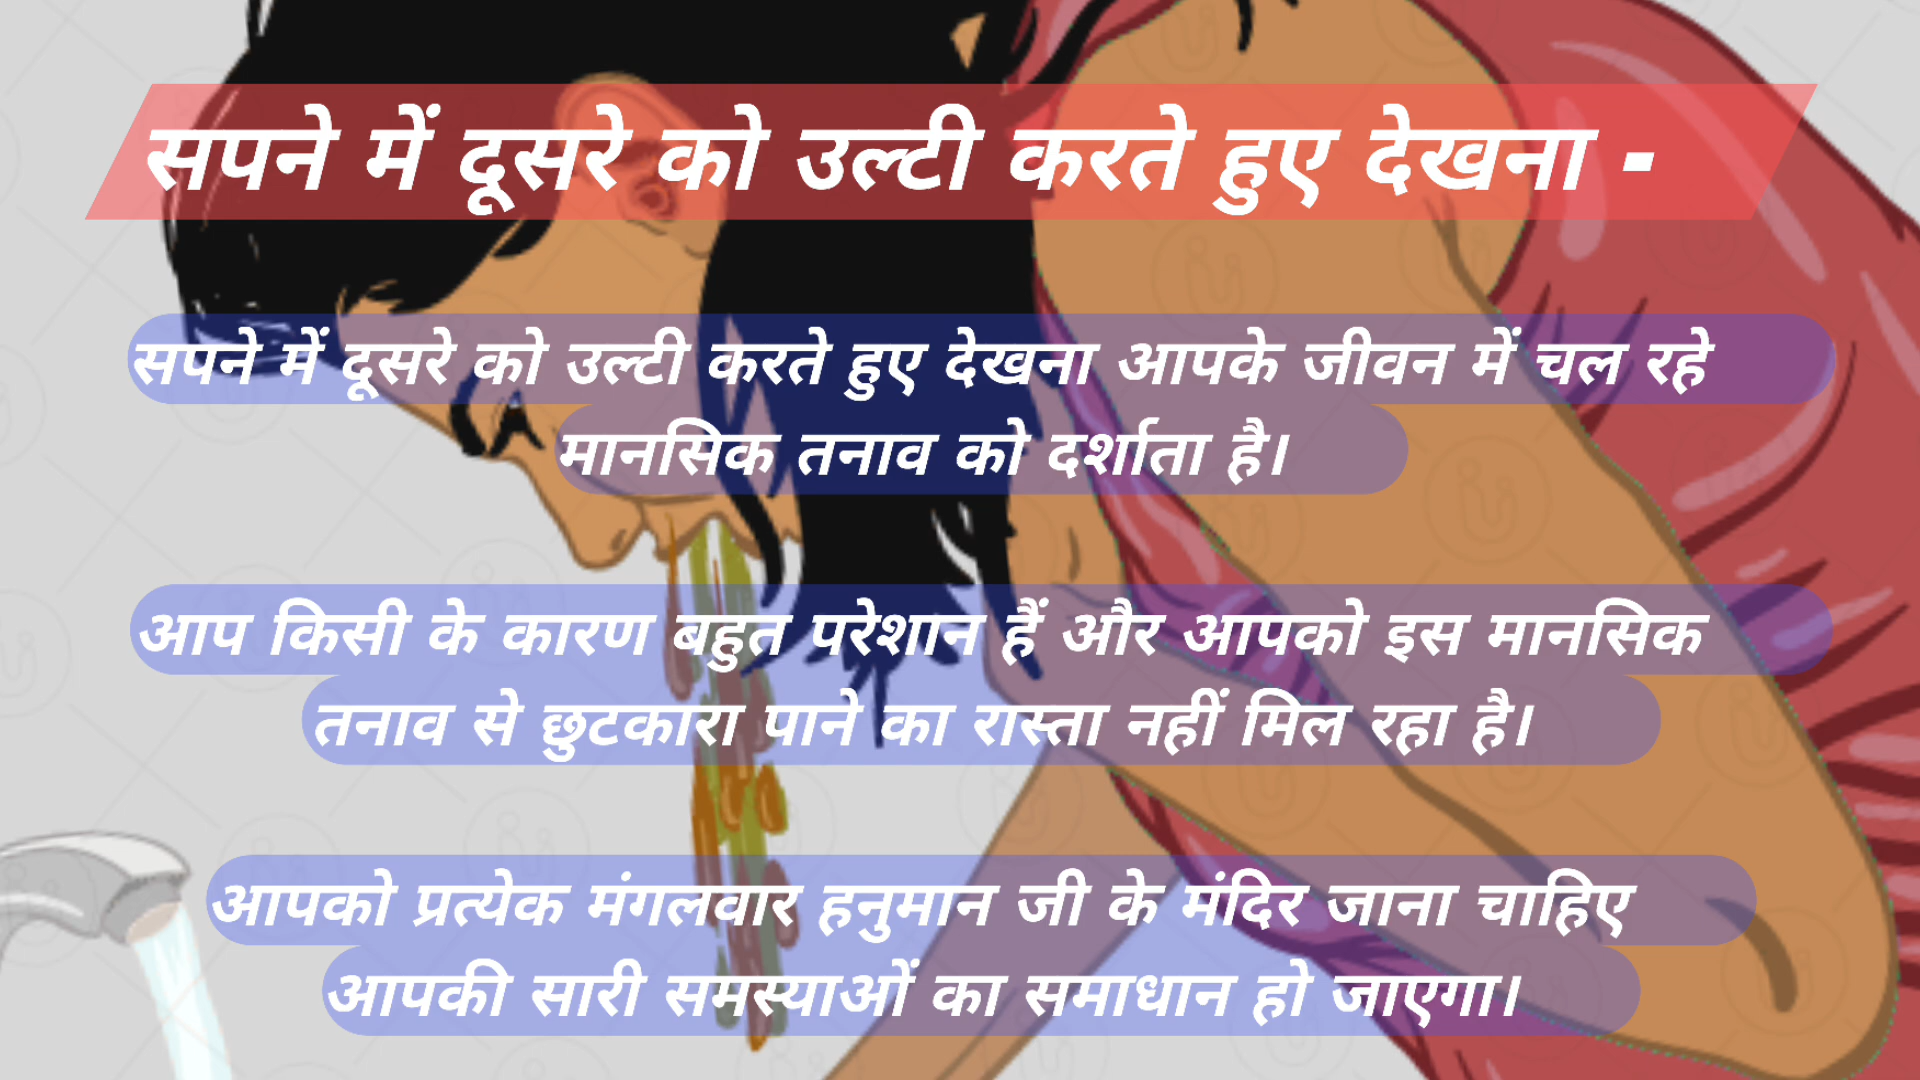 सपने में दूसरे को उल्टी करते हुए देखना -
सपने में दूसरे को उल्टी करते हुए देखना आपके जीवन में चल रहे
मानसिक तनाव को दर्शाता है।
आप किसी के कारण बहुत परेशान हैं और आपको इस मानसिक
तनाव से छुटकारा पाने का रास्ता नहीं मिल रहा है।
आपको प्रत्येक मंगलवार हनुमान जी के मंदिर जाना चाहिए
आपकी सारी समस्याओं का समाधान हो जाएगा।